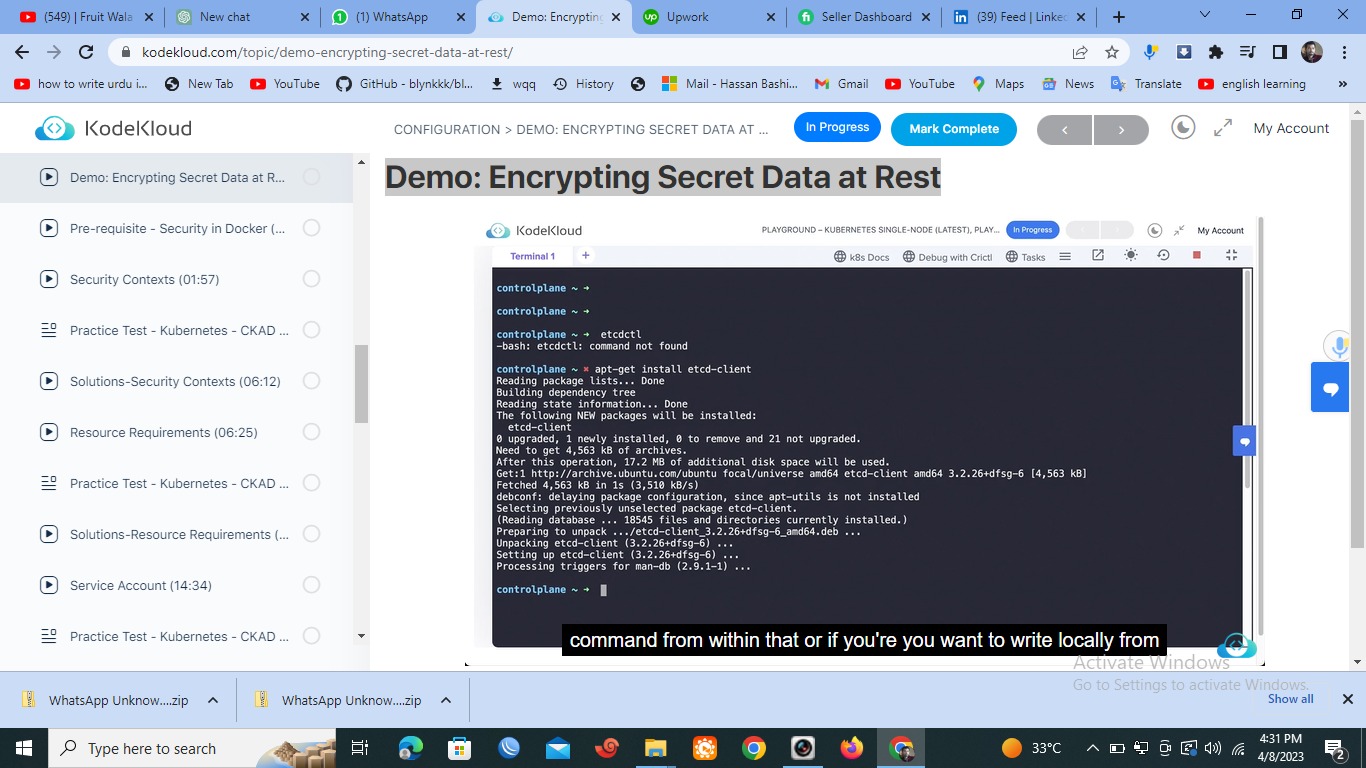 (549) | Fruit Wala
New chat
(1) WhatsApp
Demo: Encrypting
Upwork
Seller Dashboard
(39) Feed | Linke
kodekloud.com/topic/demo-encrypting-secret-data-at-rest/
how to write urdu i...
New Tab
YouTube
GitHub - blynkkk/bl...
wqq
History
Mail - Hassan Bashi...
Gmail
YouTube
Maps
News
Translate
english learning
»
KodeKloud
CONFIGURATION > DEMO: ENCRYPTING SECRET DATA AT ...
In Progress
Mark Complete
My Account
Demo: Encrypting Secret Data at R...
Pre-requisite - Security in Docker (...
Security Contexts (01:57)
Practice Test - Kubernetes - CKAD ...
Solutions-Security Contexts (06:12)
Resource Requirements (06:25)
Practice Test - Kubernetes - CKAD ...
Solutions-Resource Requirements (...
Service Account (14:34)
Practice Test - Kubernetes - CKAD ...
Demo: Encrypting Secret Data at Rest
KodeKloud
PLAYGROUND – KUBERNETES SINGLE-NODE (LATEST), PLAY...
In Progress
My Account
Terminal 1
+
k8s Docs
Debug with Crictl
Tasks
controlplane ~ ➜
controlplane ~ ➜
controlplane ~ ➜ etcdctl
-bash: etcdctl: command not found
controlplane ~ ✖ apt-get install etcd-client
Reading package lists... Done
Building dependency tree
Reading state information... Done
The following NEW packages will be installed:
etcd-client
0 upgraded, 1 newly installed, 0 to remove and 21 not upgraded.
Need to get 4,563 kB of archives.
After this operation, 17.2 MB of additional disk space will be used.
Get:1 http://archive.ubuntu.com/ubuntu focal/universe amd64 etcd-client amd64 3.2.26+dfsg-6 [4,563 kB]
Fetched 4,563 kB in 1s (3,510 kB/s)
debconf: delaying package configuration, since apt-utils is not installed
Selecting previously unselected package etcd-client.
(Reading database ... 18545 files and directories currently installed.)
Preparing to unpack .../etcd-client_3.2.26+dfsg-6_amd64.deb ...
Unpacking etcd-client (3.2.26+dfsg-6) ...
Setting up etcd-client (3.2.26+dfsg-6) ...
Processing triggers for man-db (2.9.1-1) ...
controlplane ~ ➜
command from within that or if you're you want to write locally from
Activate Windows
Go to Settings to activate Windows.
WhatsApp Unknow....zip
WhatsApp Unknow....zip
Show all
Type here to search
33°C
4:31 PM
4/8/2023
2